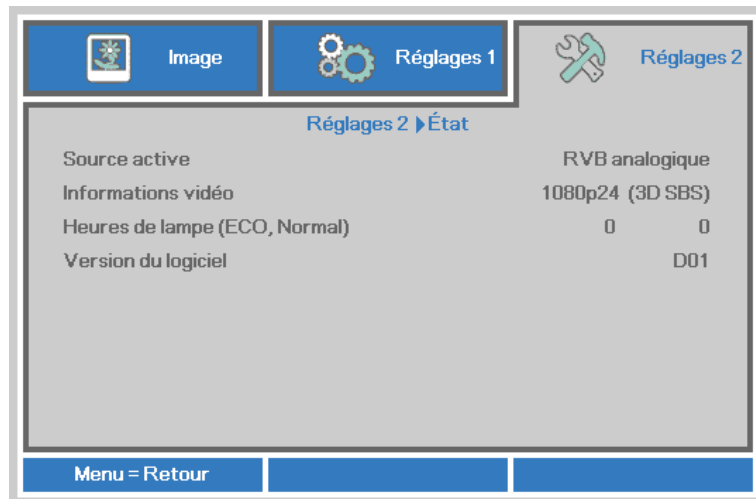 Image
Réglages 1
Réglages 2
Réglages 2 ▶ État
Source active RVB analogique
Informations vidéo 1080p24 (3D SBS)
Heures de lampe (ECO, Normal) 0 0
Version du logiciel D01
Menu = Retour